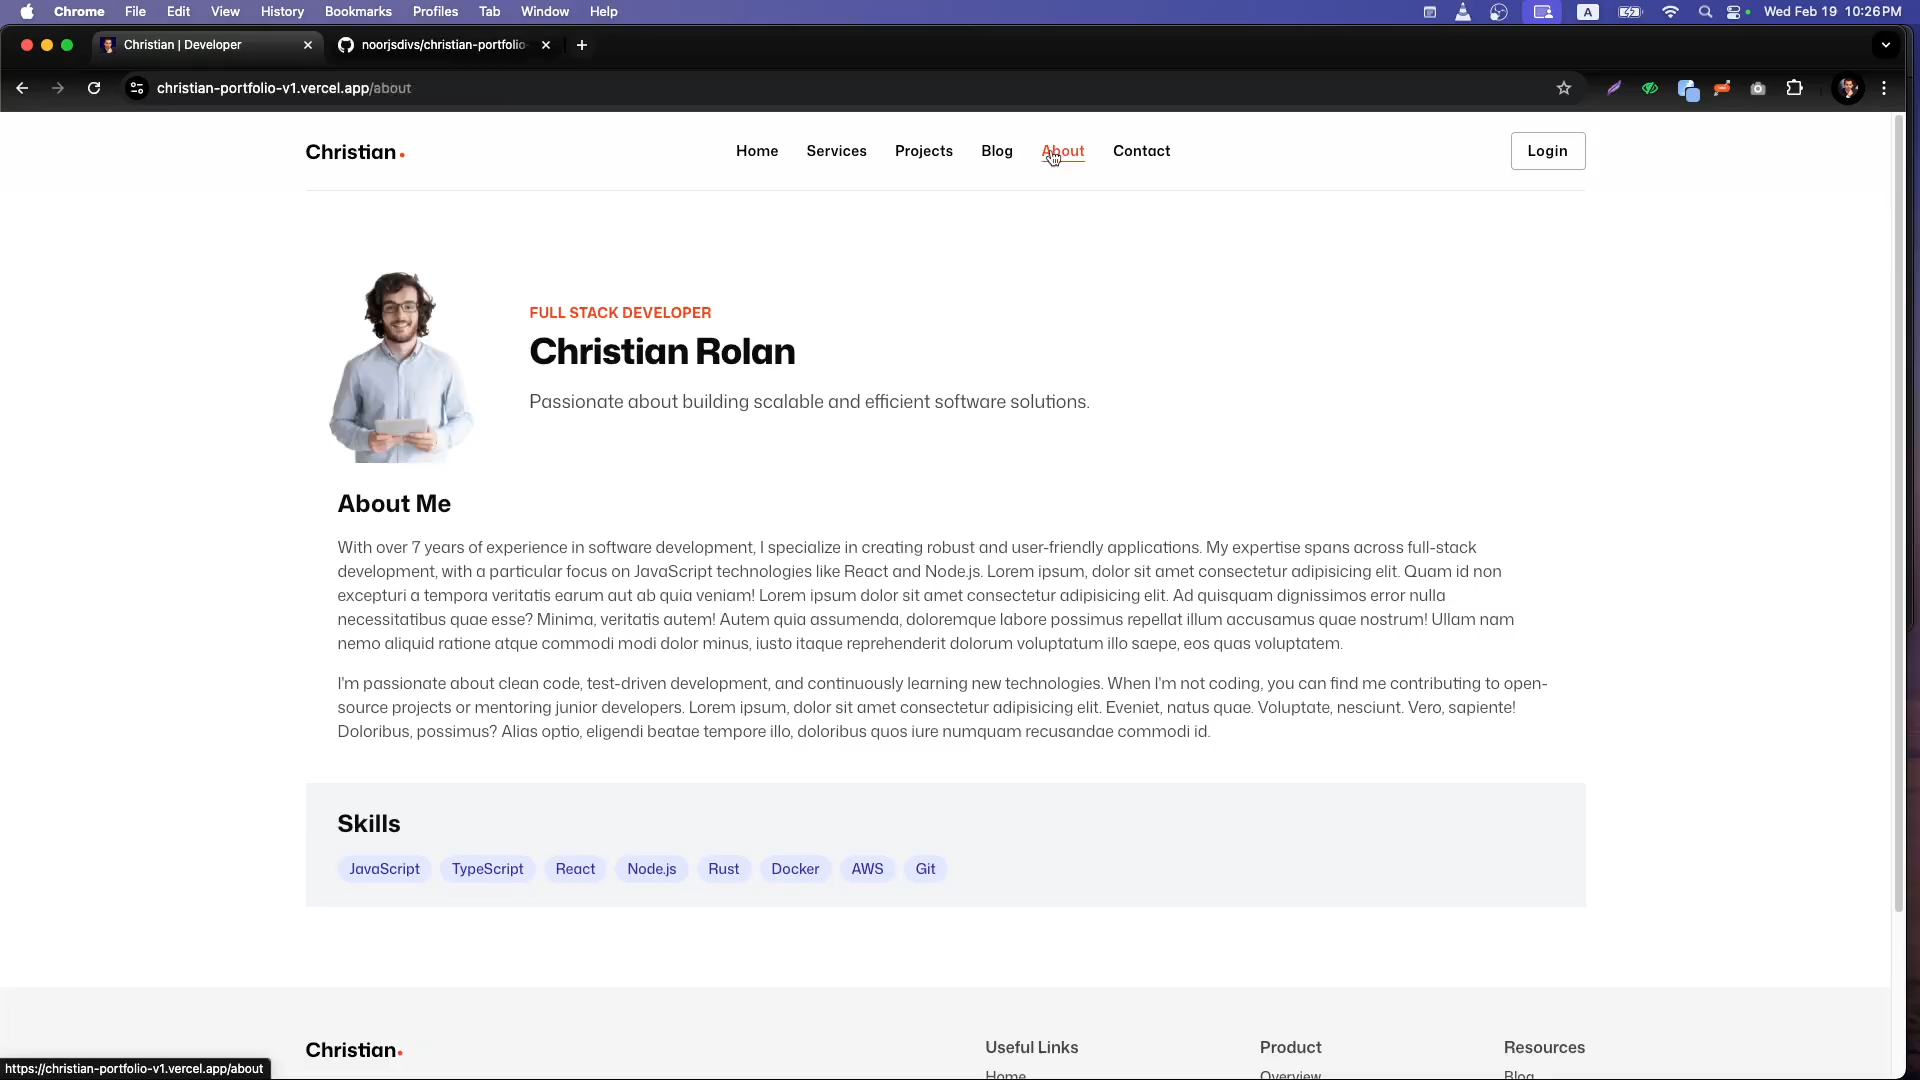 Chrome File Edit View History Bookmarks Profiles Tab Window Help A Wed Feb 19 10:26PM
Christian | Developer noorjsdivs/christian-portfolio-
christian-portfolio-v1.vercel.app/about
Christian. Home Services Projects Blog About Contact Login
FULL STACK DEVELOPER
Christian Rolan
Passionate about building scalable and efficient software solutions.
About Me
With over 7 years of experience in software development, I specialize in creating robust and user-friendly applications. My expertise spans across full-stack
development, with a particular focus on JavaScript technologies like React and Node.js. Lorem ipsum, dolor sit amet consectetur adipisicing elit. Quam id non
excepturi a tempora veritatis earum aut ab quia veniam! Lorem ipsum dolor sit amet consectetur adipisicing elit. Ad quisquam dignissimos error nulla
necessitatibus quae esse? Minima, veritatis autem! Autem quia assumenda, doloremque labore possimus repellat illum accusamus quae nostrum! Ullam nam
nemo aliquid ratione atque commodi modi dolor minus, iusto itaque reprehenderit dolorum voluptatum illo saepe, eos quas voluptatem.
I'm passionate about clean code, test-driven development, and continuously learning new technologies. When I'm not coding, you can find me contributing to open-
source projects or mentoring junior developers. Lorem ipsum, dolor sit amet consectetur adipisicing elit. Eveniet, natus quae. Voluptate, nesciunt. Vero, sapiente!
Doloribus, possimus? Alias optio, eligendi beatae tempore illo, doloribus quos iure numquam recusandae commodi id.
Skills
JavaScript TypeScript React Node.js Rust Docker AWS Git
Christian. Useful Links Product Resources
Home Overview Blog
https://christian-portfolio-v1.vercel.app/about